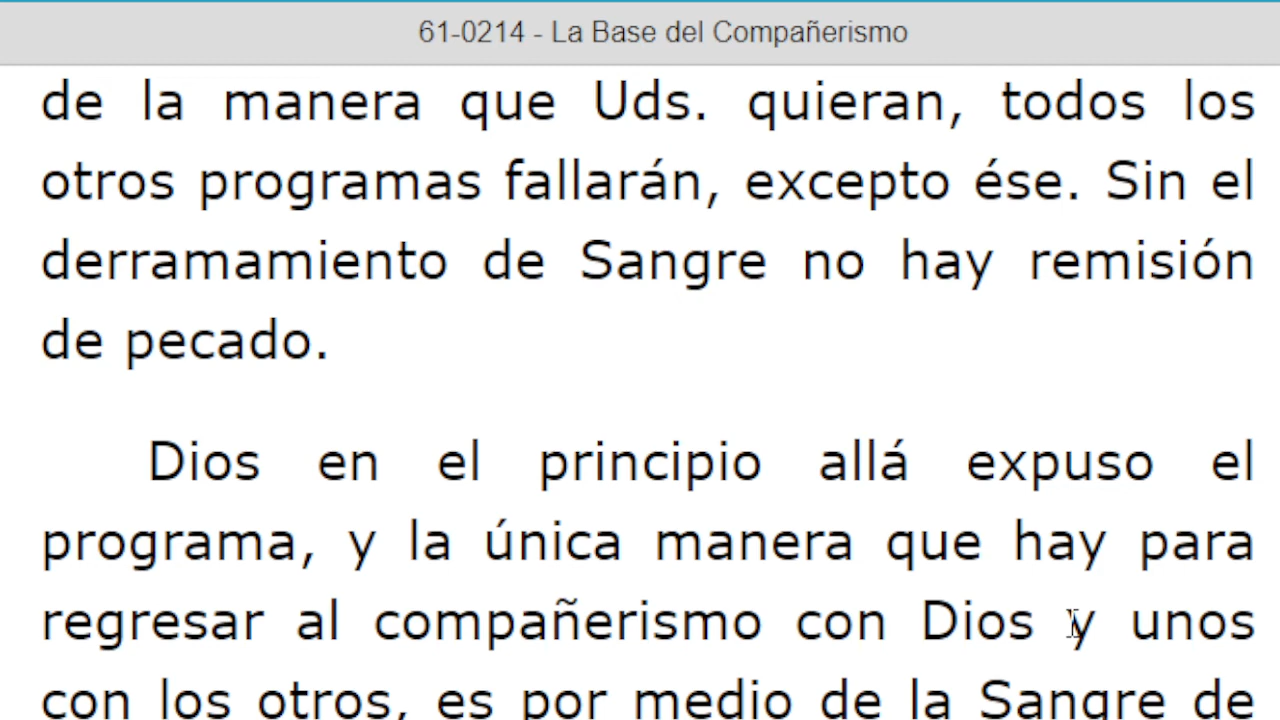 61-0214 - La Base del Compañerismo
de la manera que Uds. quieran, todos los
otros programas fallarán, excepto ése. Sin el
derramamiento de Sangre no hay remisión
de pecado.
Dios en el principio allá expuso el
programa, y la única manera que hay para
regresar al compañerismo con Dios y unos
con los otros, es por medio de la Sangre de